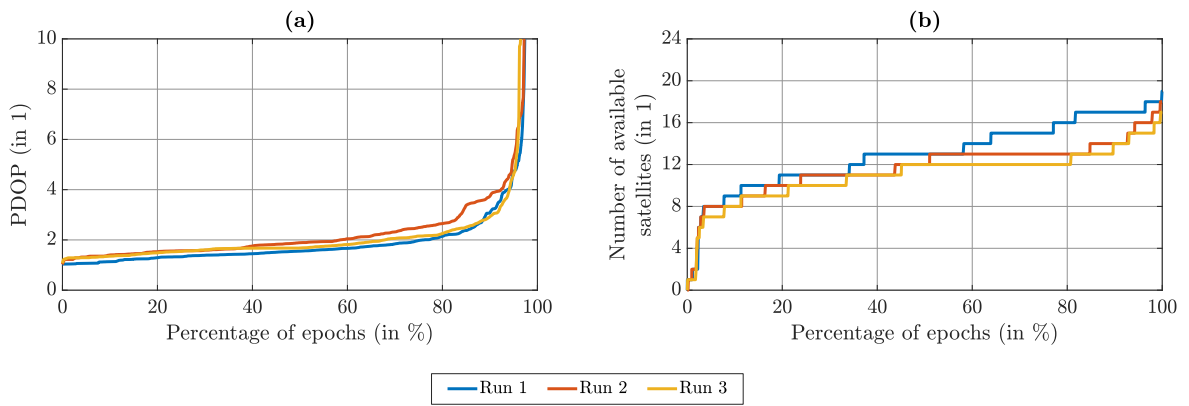 (a)
10
8
6
4
2
0
PDOP (in 1)
0 20 40 60 80 100
Percentage of epochs (in %)
(b)
24
20
16
12
8
4
0
Number of available
satellites (in 1)
0 20 40 60 80 100
Percentage of epochs (in %)
Run 1 Run 2 Run 3